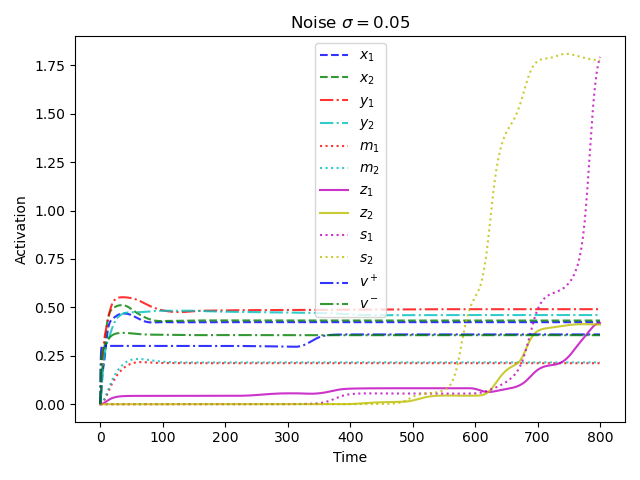 Noise σ = 0.05
Activation
1.75
1.50
1.25
1.00
0.75
0.50
0.25
0.00
x₁
x₂
y₁
y₂
m₁
m₂
z₁
z₂
s₁
s₂
v⁺
v⁻
0 100 200 300 400 500 600 700 800
Time